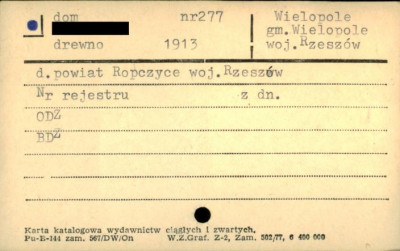 dom nr277 Wielopole
gm.Wielopole
drewno 1913 woj.Rzeszów
d.powiat Ropczyce woj.Rzeszów
Nr rejestru z dn.
ODZ
BDZ
Karta katalogowa wydawnictw ciągłych i zwartych.
Pu-B-144 zam. 567/DW/On W.Z.Graf. Z-2, Zam. 202/77, 6 400 000